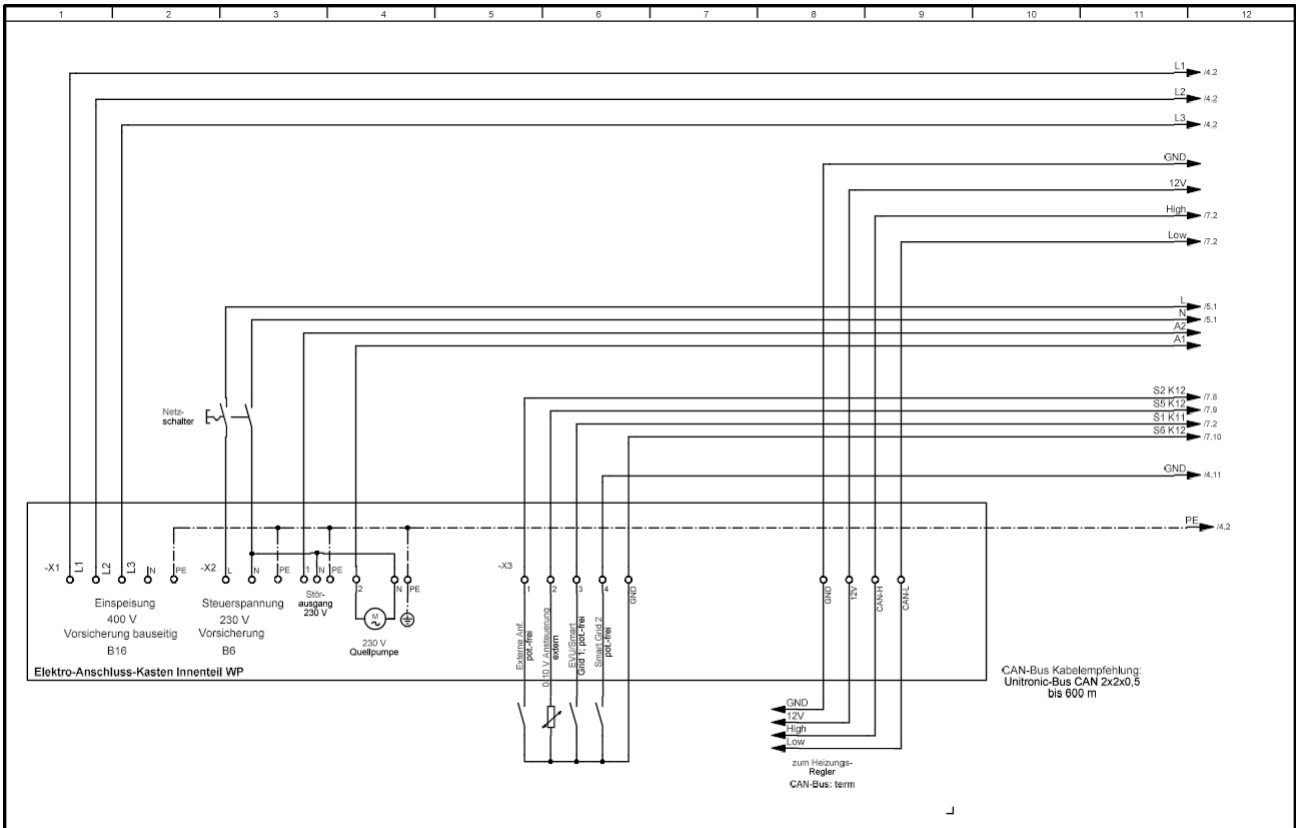 1 2 3 4 5 6 7 8 9 10 11 12
L1 /4.2
L2 /4.2
L3 /4.2
GND
12V
High /7.2
Low /7.2
L /5.1
N /5.1
A2
A1
Netz-
schalter
S2 K12 /7.8
S5 K12 /7.9
S1 K11 /7.2
S6 K12 /7.10
GND /4.11
PE /4.2
-X1 L1 L2 L3 N PE
-X2 L N PE 1 N PE
2 N PE
-X3 1 2 3 4 GND
GND 12V CAN-H CAN-L
Einspeisung
400 V
Vorsicherung bauseitig
B16
Steuerspannung
230 V
Vorsicherung
B6
Stör-
ausgang
230 V
M
230 V
Quellpumpe
Externe Anf.
pot.-frei
0-10 V Ansteuerung
extern
EVU/Smart
Grid 1; pot.-frei
Smart Grid 2
pot.-frei
Elektro-Anschluss-Kasten Innenteil WP
CAN-Bus Kabelempfehlung:
Unitronic-Bus CAN 2x2x0,5
bis 600 m
GND
12V
High
Low
zum Heizungs-
Regler
CAN-Bus: term